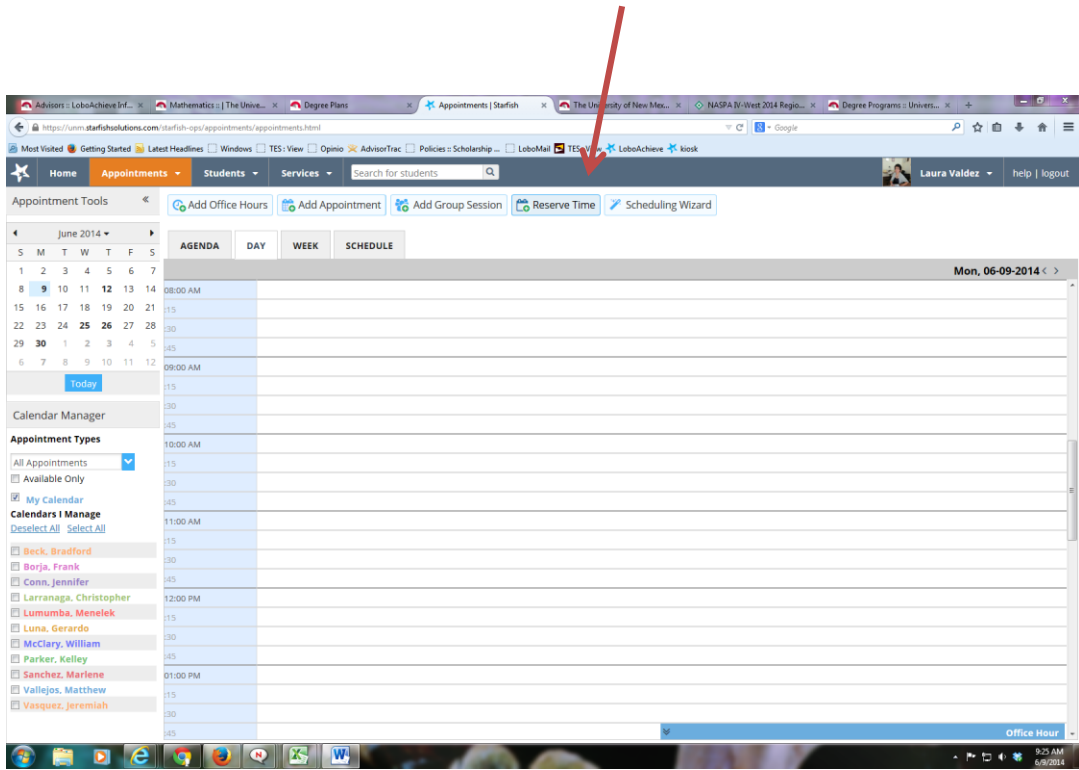 Advisors :: LoboAchieve Inf... × Mathematics :: | The Unive... × Degree Plans × Appointments | Starfish × The University of New Mex... × NASPA IV-West 2014 Regio... × Degree Programs :: Univers... × +
https://unm.starfishsolutions.com/starfish-ops/appointments/appointments.html Google
Most Visited Getting Started Latest Headlines Windows TES : View Opinio AdvisorTrac Policies :: Scholarship ... LoboMail TES: View LoboAchieve kiosk
Home Appointments Students Services Search for students Laura Valdez help | logout
Appointment Tools «
Add Office Hours Add Appointment Add Group Session Reserve Time Scheduling Wizard
June 2014
S M T W T F S
1 2 3 4 5 6 7
8 9 10 11 12 13 14
15 16 17 18 19 20 21
22 23 24 25 26 27 28
29 30 1 2 3 4 5
6 7 8 9 10 11 12
Today
AGENDA DAY WEEK SCHEDULE
Mon, 06-09-2014 < >
08:00 AM
:15
:30
:45
09:00 AM
:15
:30
:45
10:00 AM
:15
:30
:45
11:00 AM
:15
:30
:45
12:00 PM
:15
:30
:45
01:00 PM
:15
:30
:45
Office Hour
Calendar Manager
Appointment Types
All Appointments
Available Only
My Calendar
Calendars I Manage
Deselect All Select All
Beck, Bradford
Borja, Frank
Conn, Jennifer
Larranaga, Christopher
Lumumba, Menelek
Luna, Gerardo
McClary, William
Parker, Kelley
Sanchez, Marlene
Vallejos, Matthew
Vasquez, Jeremiah
9:25 AM
6/9/2014